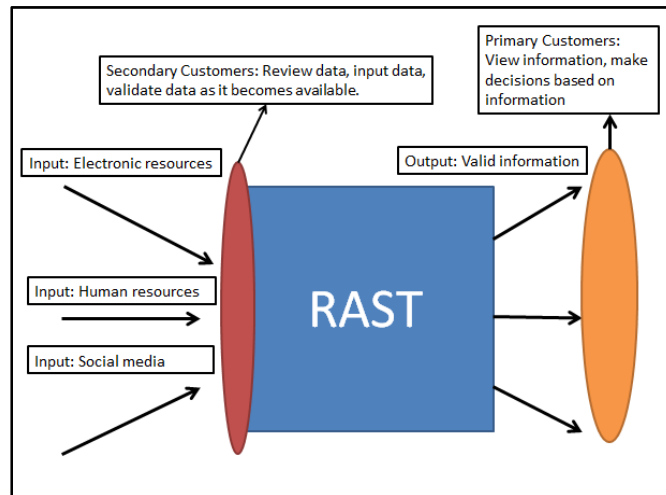 Primary Customers:
View information, make
decisions based on
information
Secondary Customers: Review data, input data,
validate data as it becomes available.
Input: Electronic resources
Output: Valid information
Input: Human resources
RAST
Input: Social media